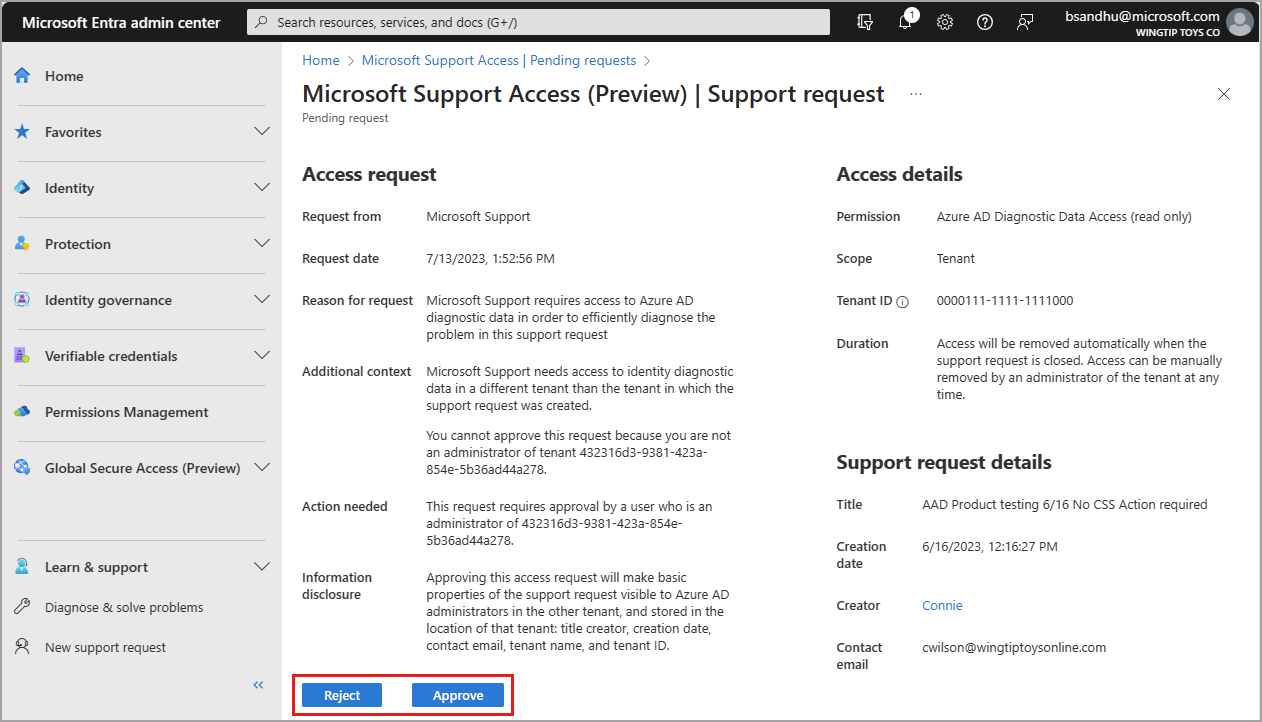 Microsoft Entra admin center
Search resources, services, and docs (G+/)
1
bsandhu@microsoft.com
WINGTIP TOYS CO
Home
Favorites
Identity
Protection
Identity governance
Verifiable credentials
Permissions Management
Global Secure Access (Preview)
Learn & support
Diagnose & solve problems
New support request
Home > Microsoft Support Access | Pending requests >
Microsoft Support Access (Preview) | Support request ...
Pending request
Access request
Request from Microsoft Support
Request date 7/13/2023, 1:52:56 PM
Reason for request Microsoft Support requires access to Azure AD
diagnostic data in order to efficiently diagnose the
problem in this support request
Additional context Microsoft Support needs access to identity diagnostic
data in a different tenant than the tenant in which the
support request was created.
You cannot approve this request because you are not
an administrator of tenant 432316d3-9381-423a-
854e-5b36ad44a278.
Action needed This request requires approval by a user who is an
administrator of 432316d3-9381-423a-854e-
5b36ad44a278.
Information Approving this access request will make basic
disclosure properties of the support request visible to Azure AD
administrators in the other tenant, and stored in the
location of that tenant: title creator, creation date,
contact email, tenant name, and tenant ID.
Reject Approve
Access details
Permission Azure AD Diagnostic Data Access (read only)
Scope Tenant
Tenant ID 0000111-1111-1111000
Duration Access will be removed automatically when the
support request is closed. Access can be manually
removed by an administrator of the tenant at any
time.
Support request details
Title AAD Product testing 6/16 No CSS Action required
Creation 6/16/2023, 12:16:27 PM
date
Creator Connie
Contact cwilson@wingtiptoysonline.com
email